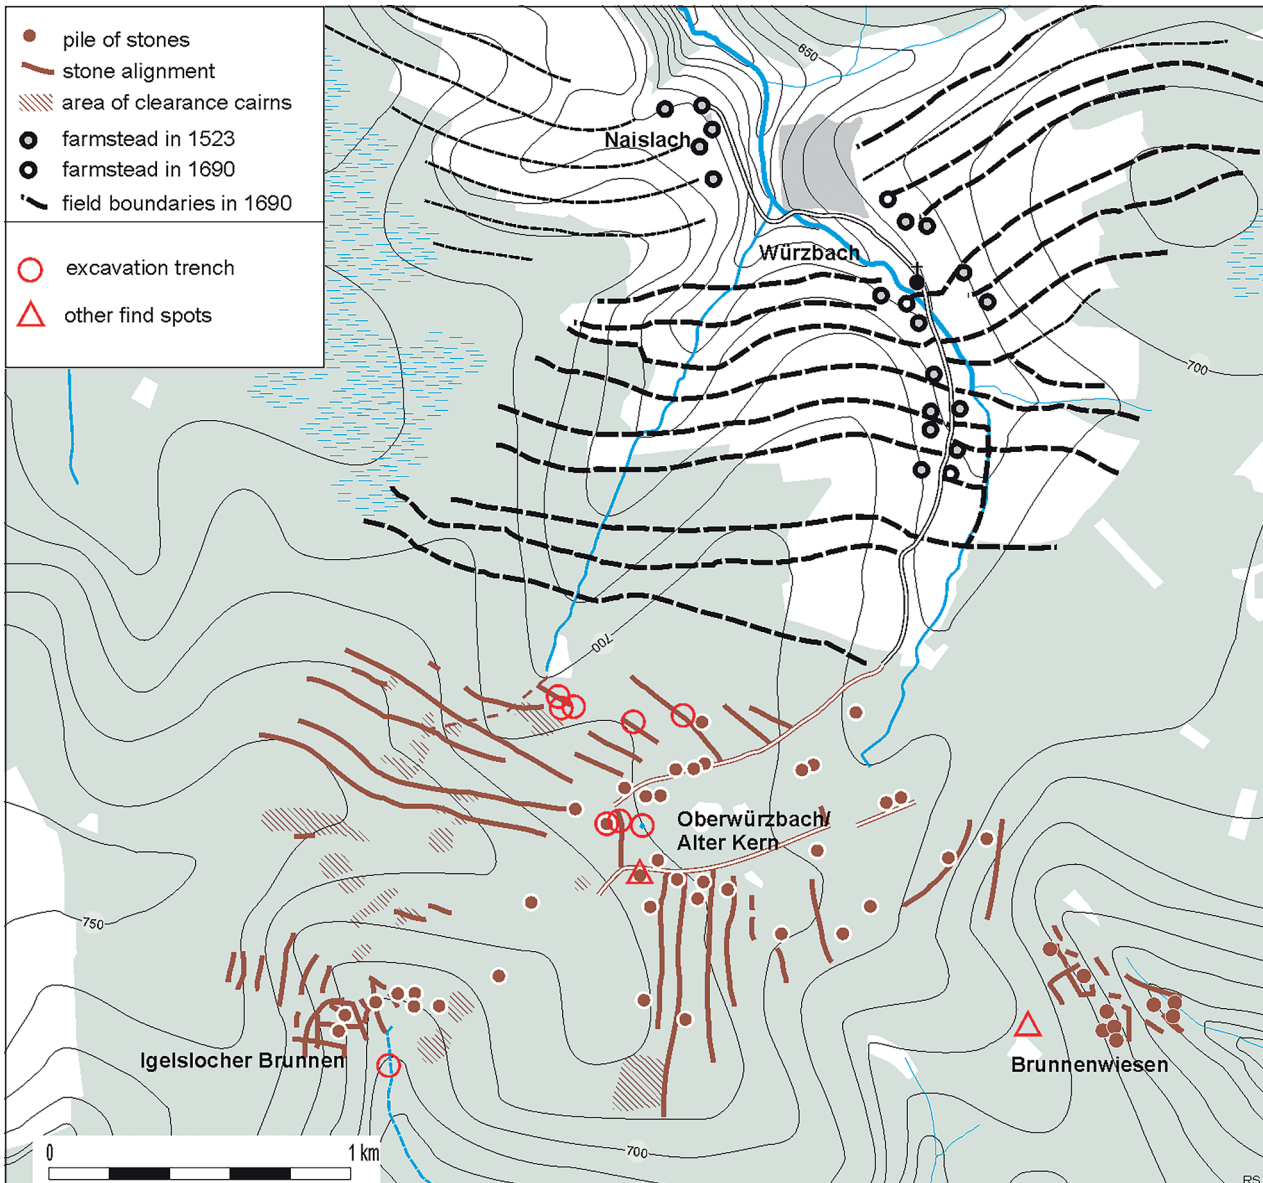 pile of stones
stone alignment
area of clearance cairns
farmstead in 1523
farmstead in 1690
field boundaries in 1690
excavation trench
other find spots
650
Naislach
Würzbach
700
700
Oberwürzbach/
Alter Kern
750
Igelslocher Brunnen
Brunnenwiesen
700
0 1 km
RS